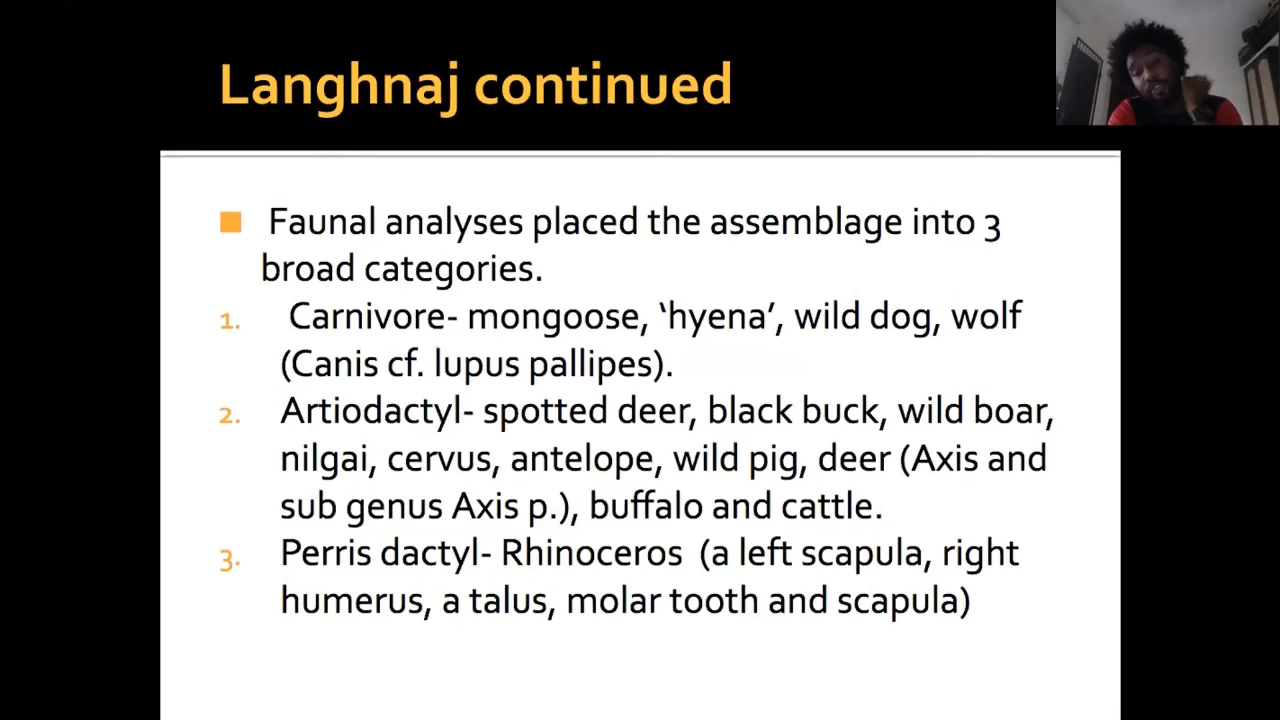 Langhnaj continued
Faunal analyses placed the assemblage into 3
broad categories.
1. Carnivore- mongoose, ‘hyena’, wild dog, wolf
(Canis cf. lupus pallipes).
2. Artiodactyl- spotted deer, black buck, wild boar,
nilgai, cervus, antelope, wild pig, deer (Axis and
sub genus Axis p.), buffalo and cattle.
3. Perris dactyl- Rhinoceros (a left scapula, right
humerus, a talus, molar tooth and scapula)